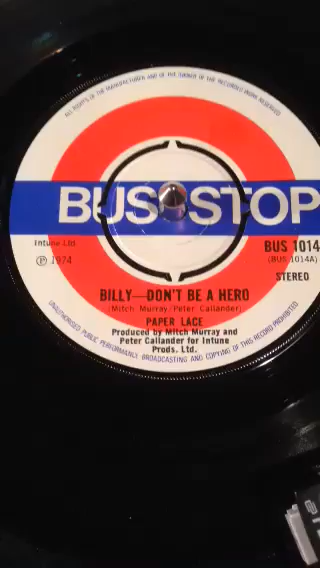 ALL RIGHTS OF THE MANUFACTURER AND OF THE OWNER OF THE RECORDED WORK RESERVED
BUS STOP
Intune Ltd
℗ 1974
BUS 1014
(BUS 1014A)
STEREO
BILLY—DON'T BE A HERO
(Mitch Murray/Peter Callander)
PAPER LACE
Produced by Mitch Murray and
Peter Callander for Intune
Prods. Ltd.
UNAUTHORISED PUBLIC PERFORMANCE, BROADCASTING AND COPYING OF THIS RECORD PROHIBITED